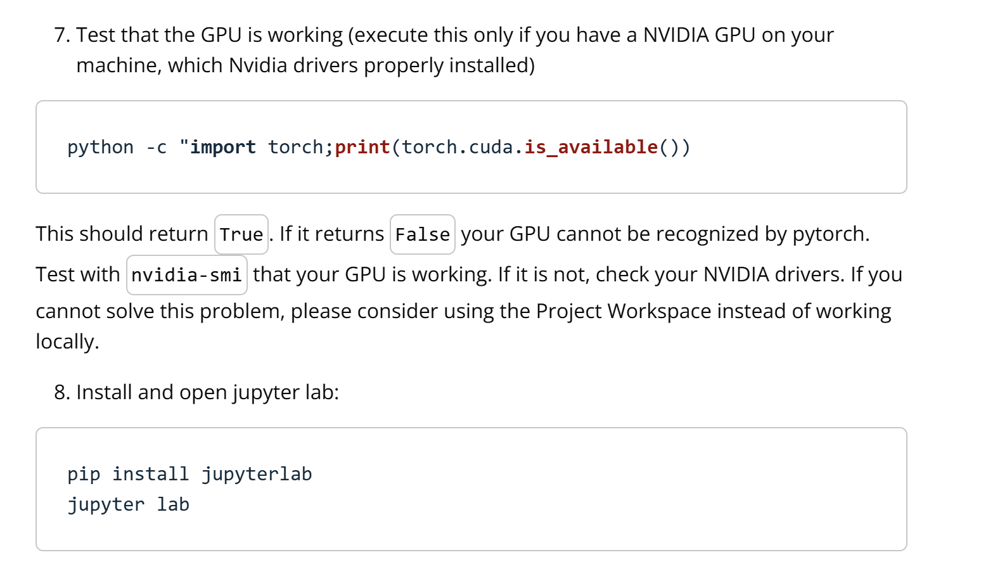 7. Test that the GPU is working (execute this only if you have a NVIDIA GPU on your
machine, which Nvidia drivers properly installed)
python -c "import torch;print(torch.cuda.is_available())
This should return True. If it returns False your GPU cannot be recognized by pytorch.
Test with nvidia-smi that your GPU is working. If it is not, check your NVIDIA drivers. If you
cannot solve this problem, please consider using the Project Workspace instead of working
locally.
8. Install and open jupyter lab:
pip install jupyterlab
jupyter lab